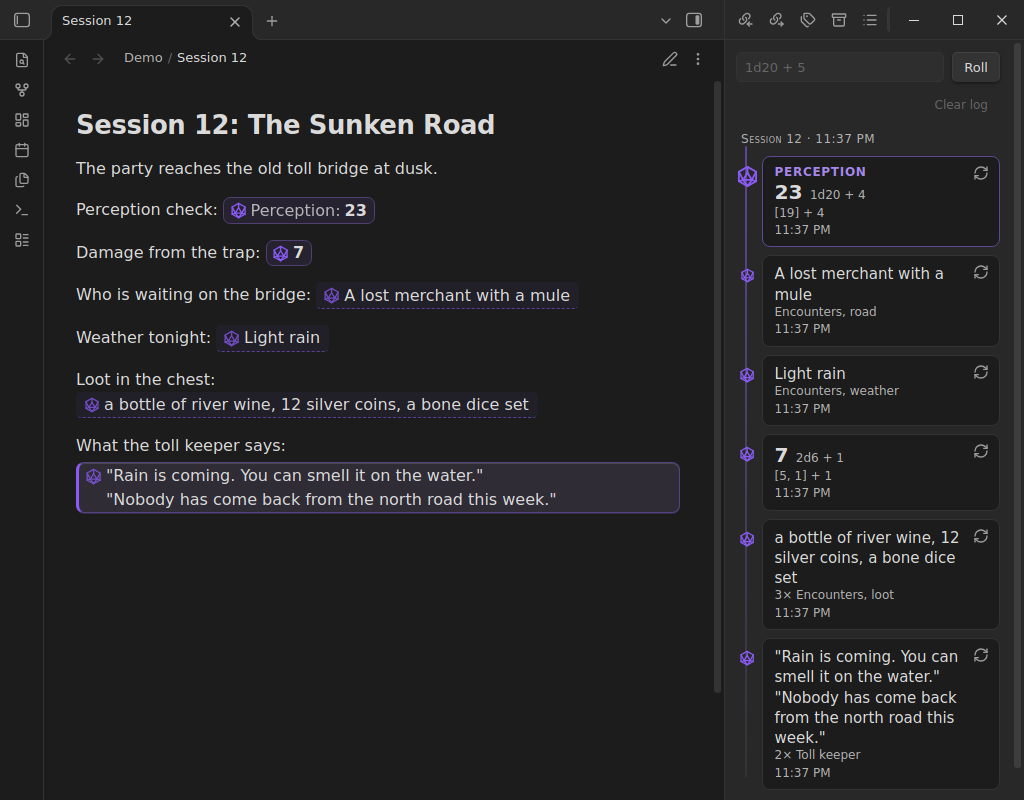 Session 12
Demo / Session 12
Session 12: The Sunken Road
The party reaches the old toll bridge at dusk.
Perception check: Perception: 23
Damage from the trap: 7
Who is waiting on the bridge: A lost merchant with a mule
Weather tonight: Light rain
Loot in the chest:
a bottle of river wine, 12 silver coins, a bone dice set
What the toll keeper says:
"Rain is coming. You can smell it on the water."
"Nobody has come back from the north road this week."
1d20 + 5
Roll
Clear log
Session 12 · 11:37 PM
PERCEPTION
23 1d20 + 4
[19] + 4
11:37 PM
A lost merchant with a
mule
Encounters, road
11:37 PM
Light rain
Encounters, weather
11:37 PM
7 2d6 + 1
[5, 1] + 1
11:37 PM
a bottle of river wine, 12
silver coins, a bone dice
set
3× Encounters, loot
11:37 PM
"Rain is coming. You can
smell it on the water."
"Nobody has come back
from the north road this
week."
2× Toll keeper
11:37 PM